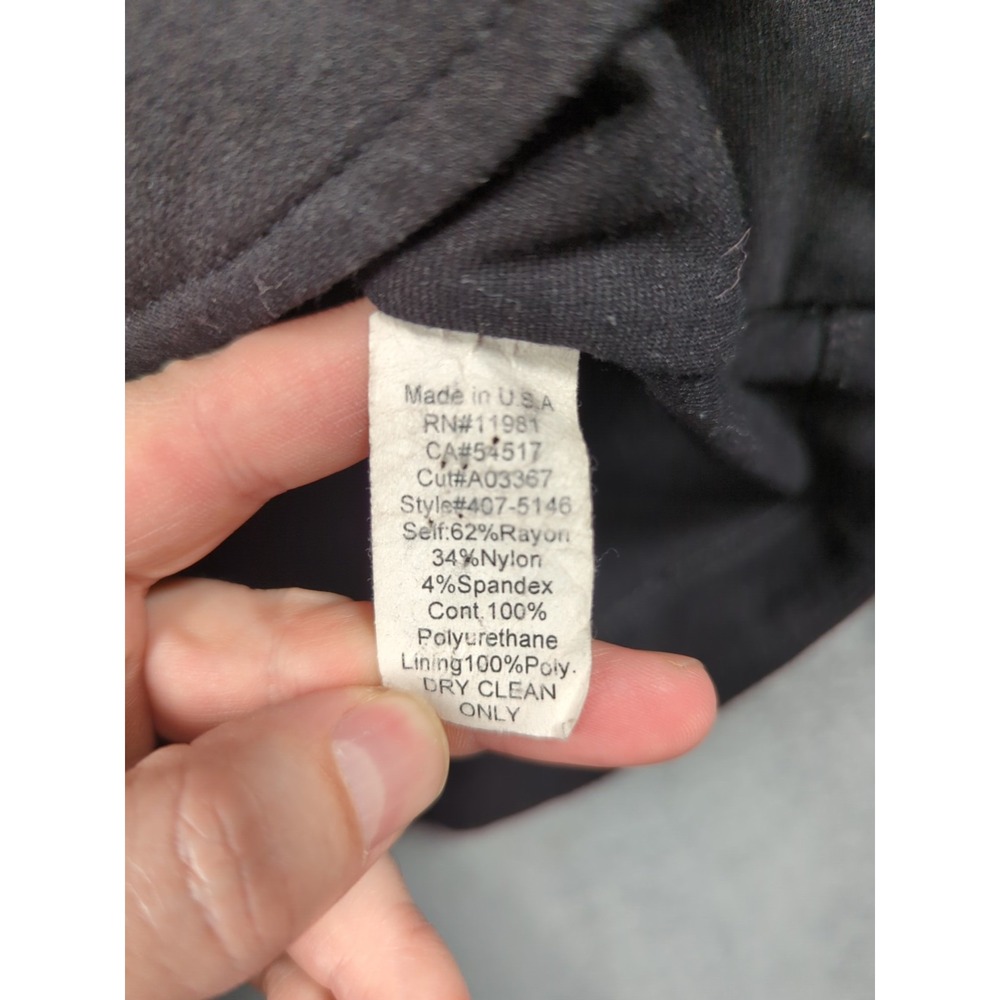 Made in U.S.A
RN#11981
CA#54517
Cut#A03367
Style#407-5146
Self:62%Rayon
34%Nylon
4%Spandex
Cont.100%
Polyurethane
Lining100%Poly.
DRY CLEAN
ONLY